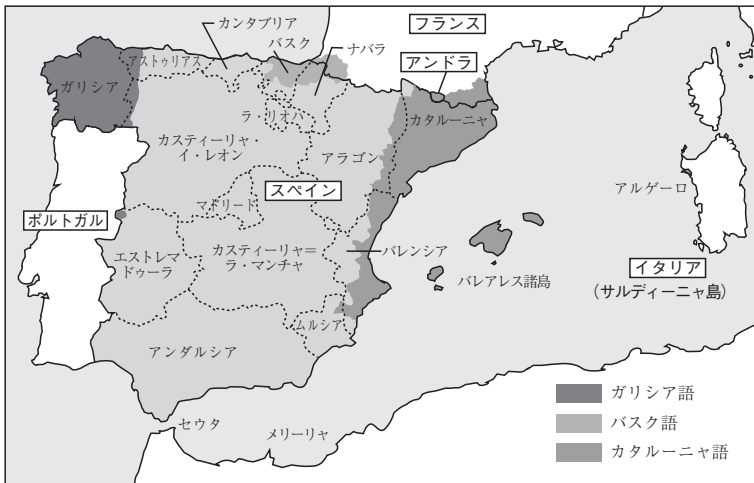 フランス
カンタブリア
バスク
ナバラ
アンドラ
アストゥリアス
ガリシア
カタルーニャ
ラ・リオハ
カスティーリャ・
イ・レオン
アラゴン
スペイン
マドリード
アルゲーロ
ポルトガル
エストレマ
ドゥーラ
カスティーリャ=
ラ・マンチャ
バレンシア
バレアレス諸島
イタリア
(サルディーニャ島)
ムルシア
アンダルシア
セウタ
メリーリャ
ガリシア語
バスク語
カタルーニャ語